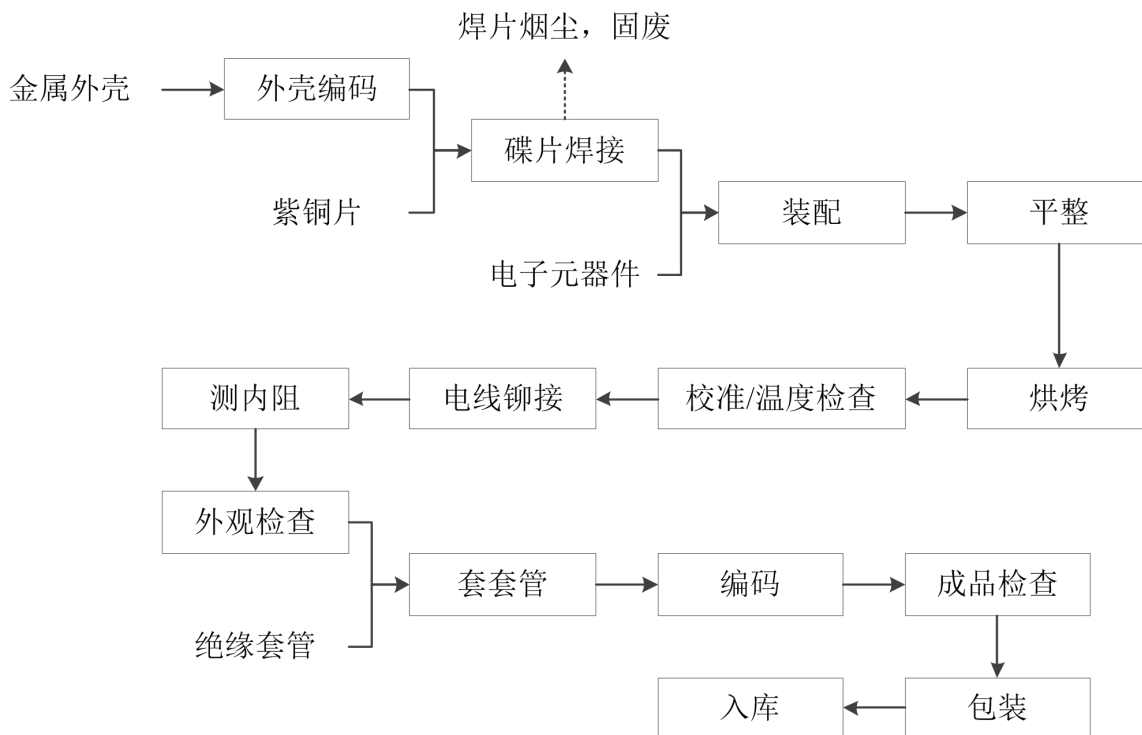 焊片烟尘，固废
金属外壳
外壳编码
碟片焊接
紫铜片
装配
平整
电子元器件
测内阻
电线铆接
校准/温度检查
烘烤
外观检查
套套管
编码
成品检查
绝缘套管
入库
包装